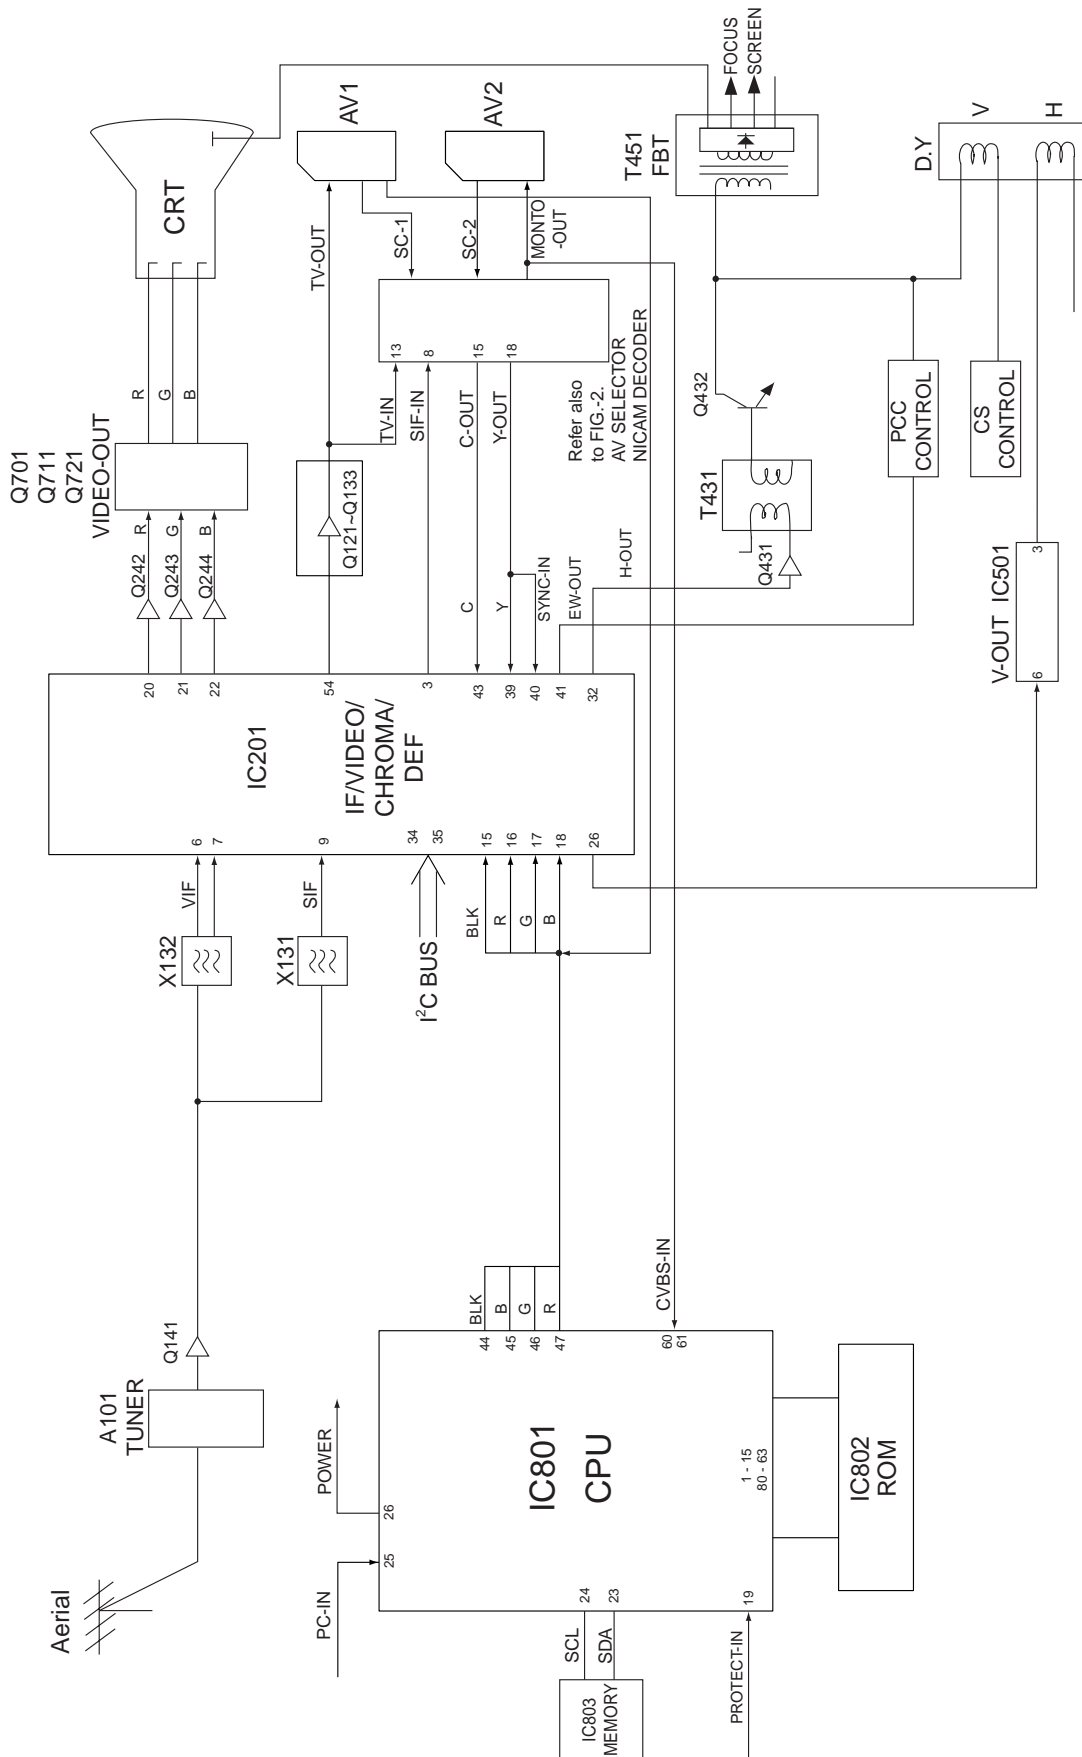 Aerial
A101
TUNER
Q141
X132
X131
VIF
SIF
6
7
9
34
35
15
16
17
18
26
I²C BUS
BLK
R
G
B
IC201
IF/VIDEO/
CHROMA/
DEF
20
21
22
54
3
43
39
40
41
32
Q242
Q243
Q244
R
G
B
Q701
Q711
Q721
VIDEO-OUT
R
G
B
CRT
Q121~Q133
TV-OUT
AV1
AV2
SC-1
SC-2
MONTO
-OUT
TV-IN
SIF-IN
C-OUT
Y-OUT
13
8
15
18
C
Y
SYNC-IN
EW-OUT
H-OUT
Refer also
to FIG.-2.
AV SELECTOR
NICAM DECODER
T451
FBT
FOCUS
SCREEN
D.Y
V
H
Q432
T431
Q431
PCC
CONTROL
CS
CONTROL
V-OUT IC501
6
3
PC-IN
POWER
25
26
IC801
CPU
BLK
B
G
R
44
45
46
47
CVBS-IN
60
61
24
23
19
1 - 15
80 - 63
SCL
SDA
IC803
MEMORY
PROTECT-IN
IC802
ROM